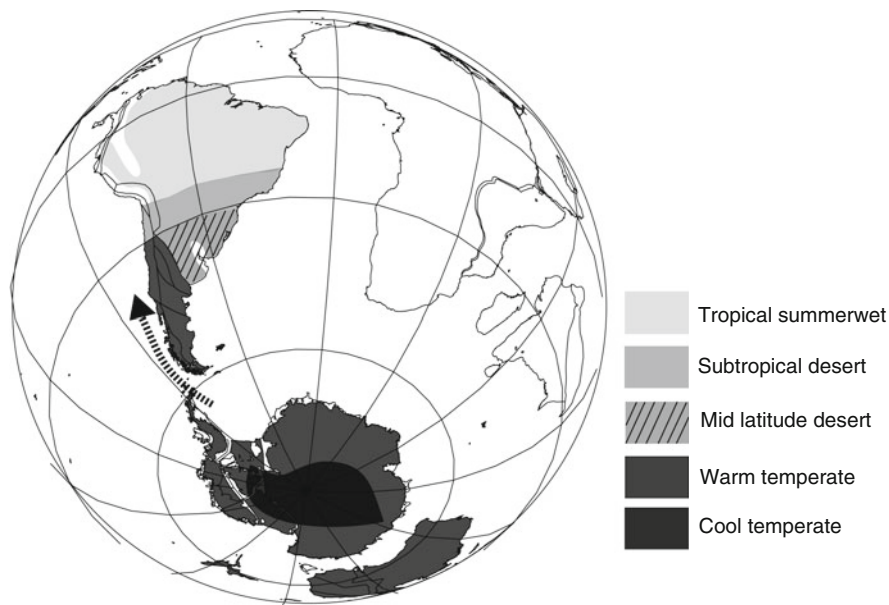 Tropical summerwet
Subtropical desert
Mid latitude desert
Warm temperate
Cool temperate